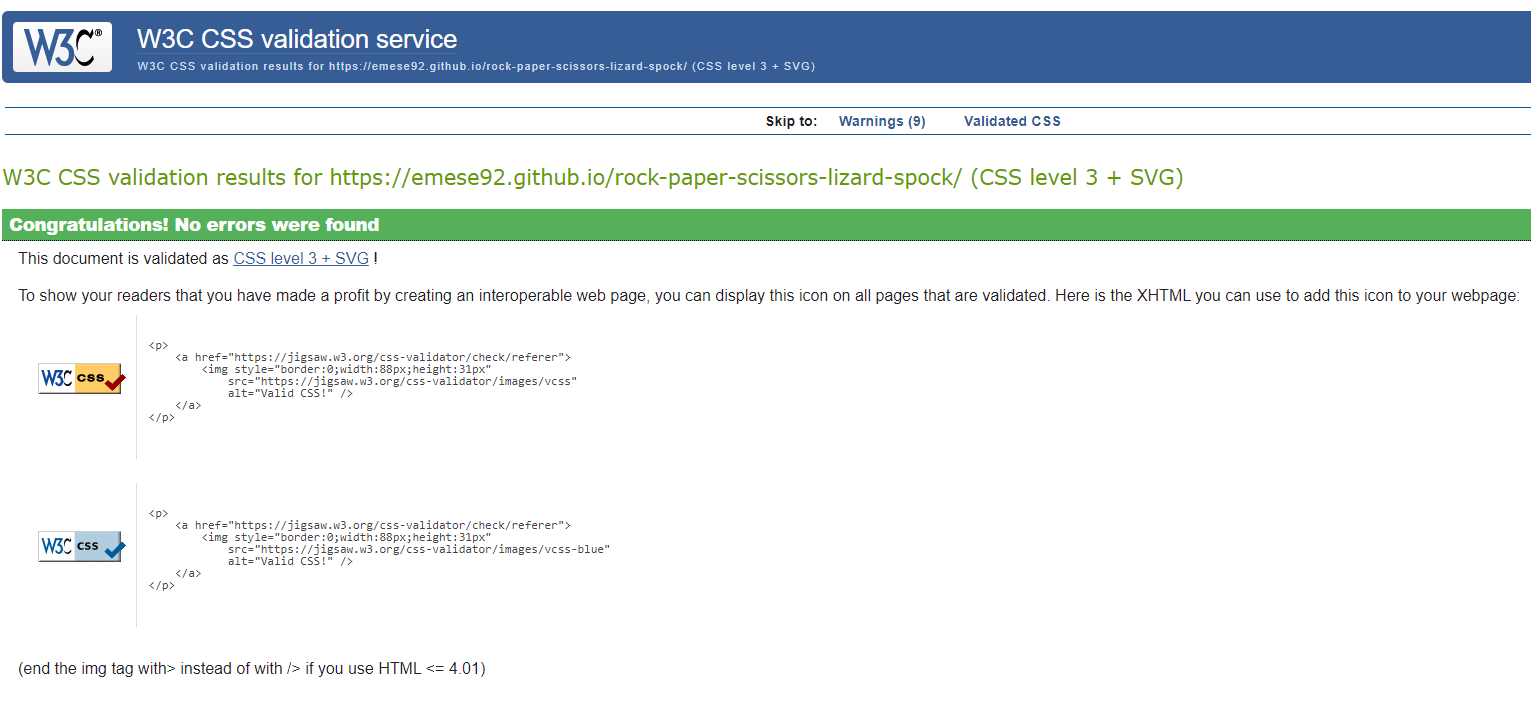 W3C® W3C CSS validation service
W3C CSS validation results for https://emese92.github.io/rock-paper-scissors-lizard-spock/ (CSS level 3 + SVG)
Skip to: Warnings (9) Validated CSS
W3C CSS validation results for https://emese92.github.io/rock-paper-scissors-lizard-spock/ (CSS level 3 + SVG)
Congratulations! No errors were found
This document is validated as CSS level 3 + SVG !
To show your readers that you have made a profit by creating an interoperable web page, you can display this icon on all pages that are validated. Here is the XHTML you can use to add this icon to your webpage:
W3C css
<p>
<a href="https://jigsaw.w3.org/css-validator/check/referer">
<img style="border:0;width:88px;height:31px"
src="https://jigsaw.w3.org/css-validator/images/vcss"
alt="Valid CSS!" />
</a>
</p>
W3C css
<p>
<a href="https://jigsaw.w3.org/css-validator/check/referer">
<img style="border:0;width:88px;height:31px"
src="https://jigsaw.w3.org/css-validator/images/vcss-blue"
alt="Valid CSS!" />
</a>
</p>
(end the img tag with> instead of with /> if you use HTML <= 4.01)